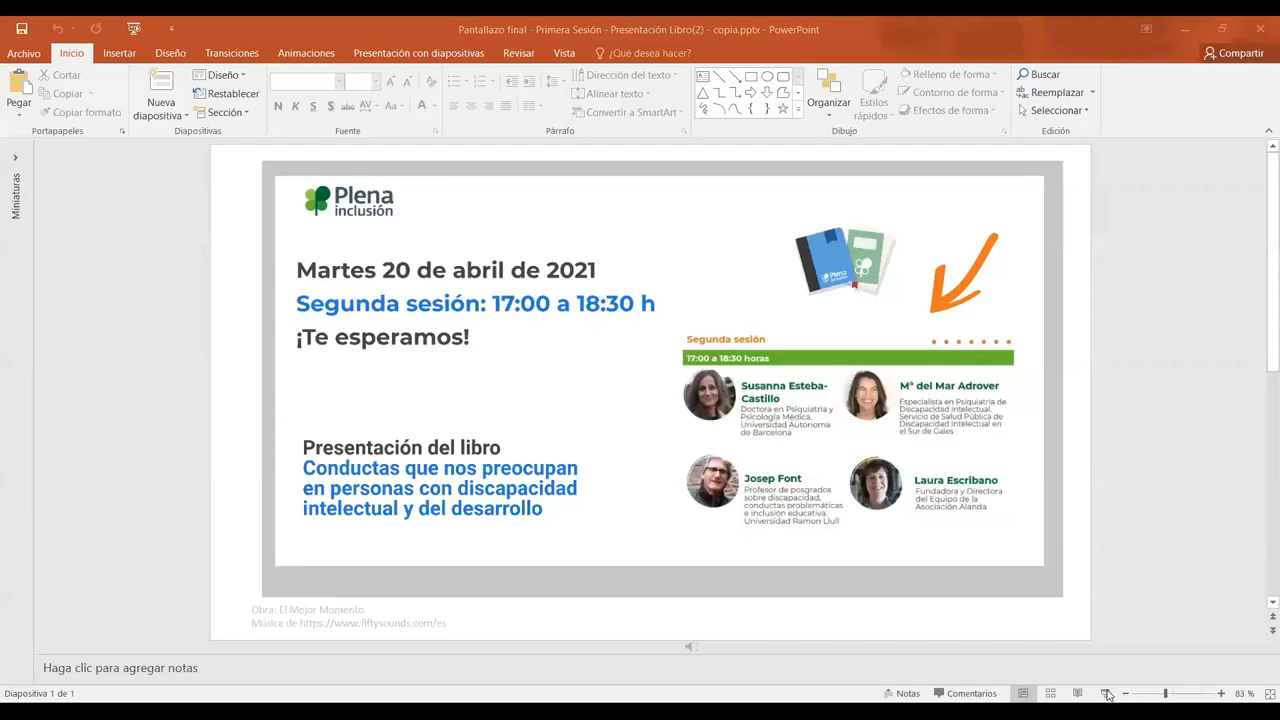 Pantallazo final - Primera Sesión - Presentación Libro(2) - copia.pptx - PowerPoint
Archivo Inicio Insertar Diseño Transiciones Animaciones Presentación con diapositivas Revisar Vista ¿Qué desea hacer? Compartir
Pegar
Cortar
Copiar
Copiar formato
Portapapeles
Nueva
diapositiva
Diseño
Restablecer
Sección
Diapositivas
N K S S abc AV Aa A
Fuente
Dirección del texto
Alinear texto
Convertir a SmartArt
Párrafo
Organizar
Estilos
rápidos
Relleno de forma
Contorno de forma
Efectos de forma
Dibujo
Buscar
Reemplazar
Seleccionar
Edición
Miniaturas
Plena
inclusión
Martes 20 de abril de 2021
Segunda sesión: 17:00 a 18:30 h
¡Te esperamos!
Presentación del libro
Conductas que nos preocupan
en personas con discapacidad
intelectual y del desarrollo
Plena
inclusión
Segunda sesión
17:00 a 18:30 horas
Susanna Esteba-
Castillo
Doctora en Psiquiatría y
Psicología Médica.
Universidad Autónoma
de Barcelona
Mª del Mar Adrover
Especialista en Psiquiatría de
Discapacidad Intelectual.
Servicio de Salud Pública de
Discapacidad Intelectual en
el Sur de Gales
Josep Font
Profesor de posgrados
sobre discapacidad,
conductas problemáticas
e inclusión educativa.
Universidad Ramon Llull
Laura Escribano
Fundadora y Directora
del Equipo de la
Asociación Alanda
Obra: El Mejor Momento
Música de https://www.fiftysounds.com/es
Haga clic para agregar notas
Diapositiva 1 de 1
Notas Comentarios 83 %